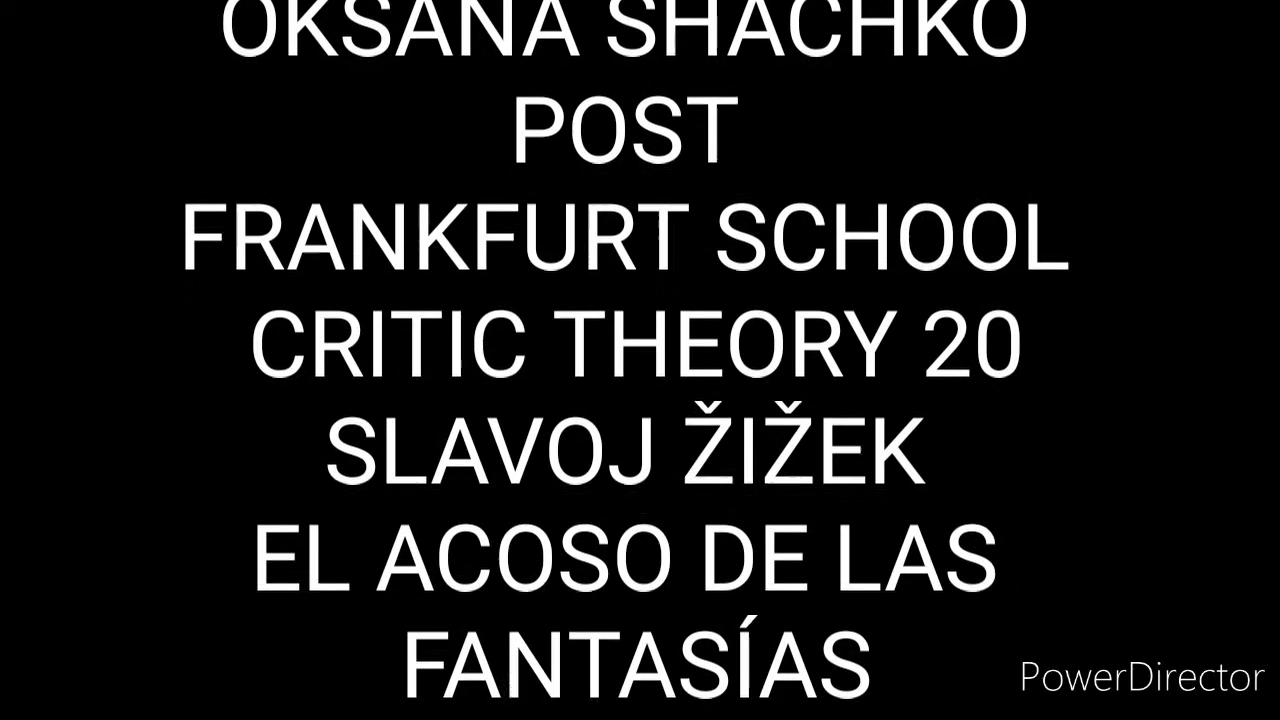 OKSANA SHACHKO
POST
FRANKFURT SCHOOL
CRITIC THEORY 20
SLAVOJ ŽIŽEK
EL ACOSO DE LAS
FANTASÍAS
PowerDirector